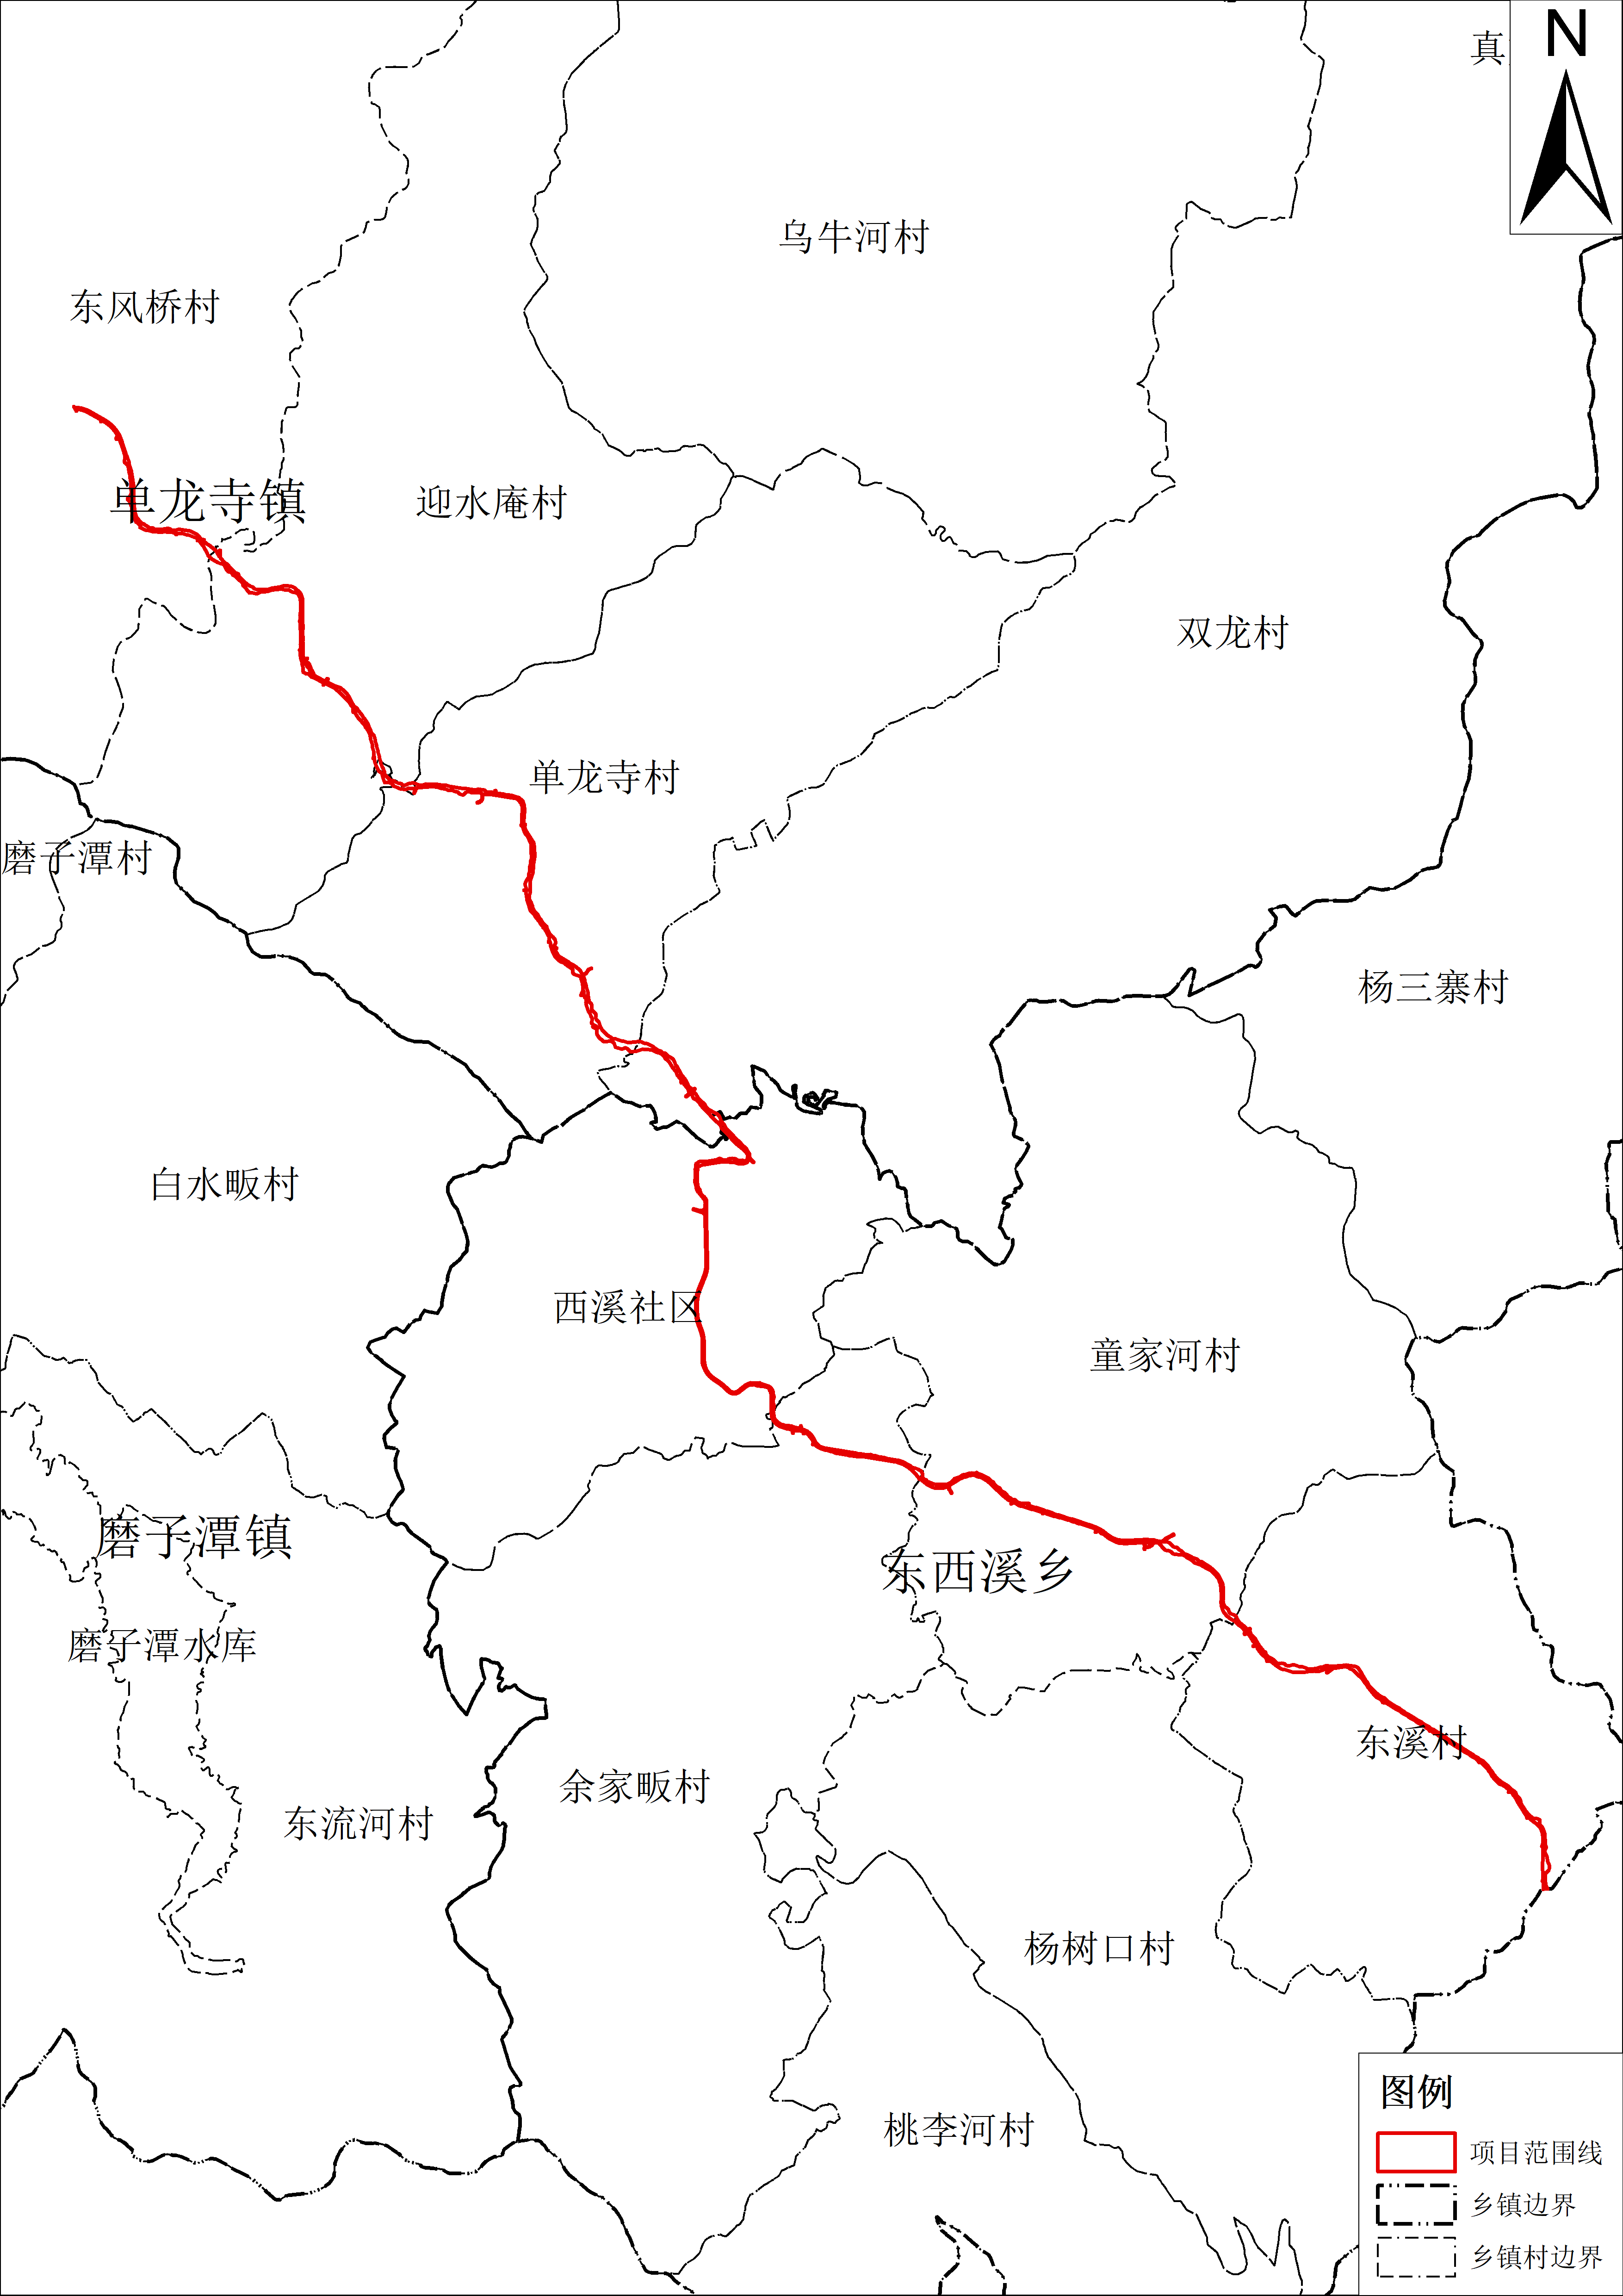 真
N
乌牛河村
东风桥村
单龙寺镇
迎水庵村
双龙村
单龙寺村
磨子潭村
杨三寨村
白水畈村
西溪社区
童家河村
磨子潭镇
东西溪乡
磨子潭水库
东溪村
余家畈村
东流河村
杨树口村
桃李河村
图例
项目范围线
乡镇边界
乡镇村边界